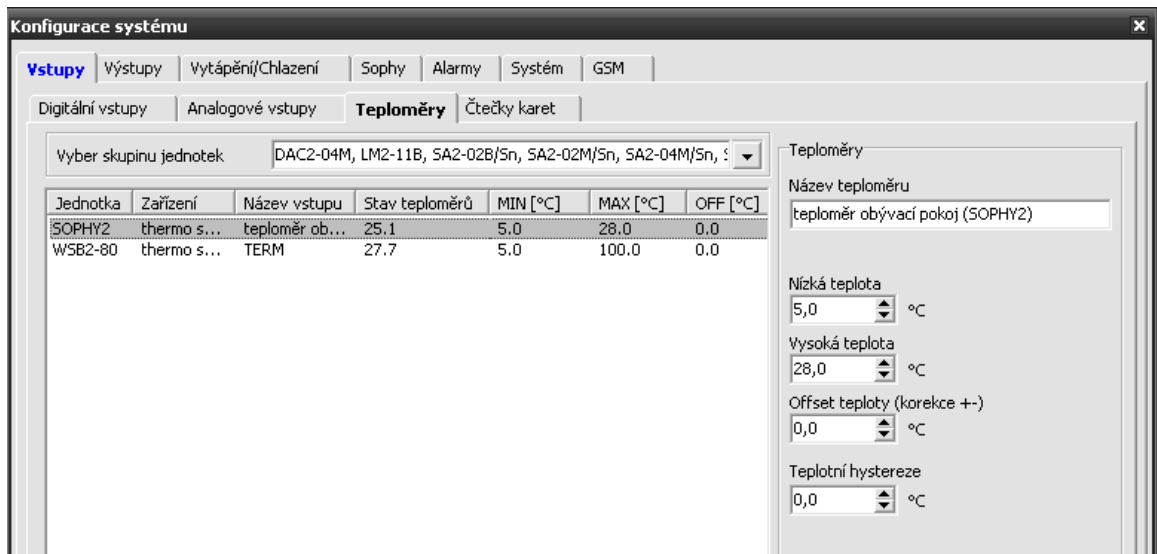 Konfigurace systému
Vstupy Výstupy Vytápění/Chlazení Sophy Alarmy Systém GSM
Digitální vstupy Analogové vstupy Teploměry Čtečky karet
Vyber skupinu jednotek DAC2-04M, LM2-11B, SA2-02B/Sn, SA2-02M/Sn, SA2-04M/Sn,
Jednotka Zařízení Název vstupu Stav teploměrů MIN [°C] MAX [°C] OFF [°C]
SOPHY2 thermo s... teploměr ob... 25.1 5.0 28.0 0.0
WSB2-80 thermo s... TERM 27.7 5.0 100.0 0.0
Teploměry
Název teploměru
teploměr obývací pokoj (SOPHY2)
Nízká teplota
5,0 °C
Vysoká teplota
28,0 °C
Offset teploty (korekce +-)
0,0 °C
Teplotní hystereze
0,0 °C